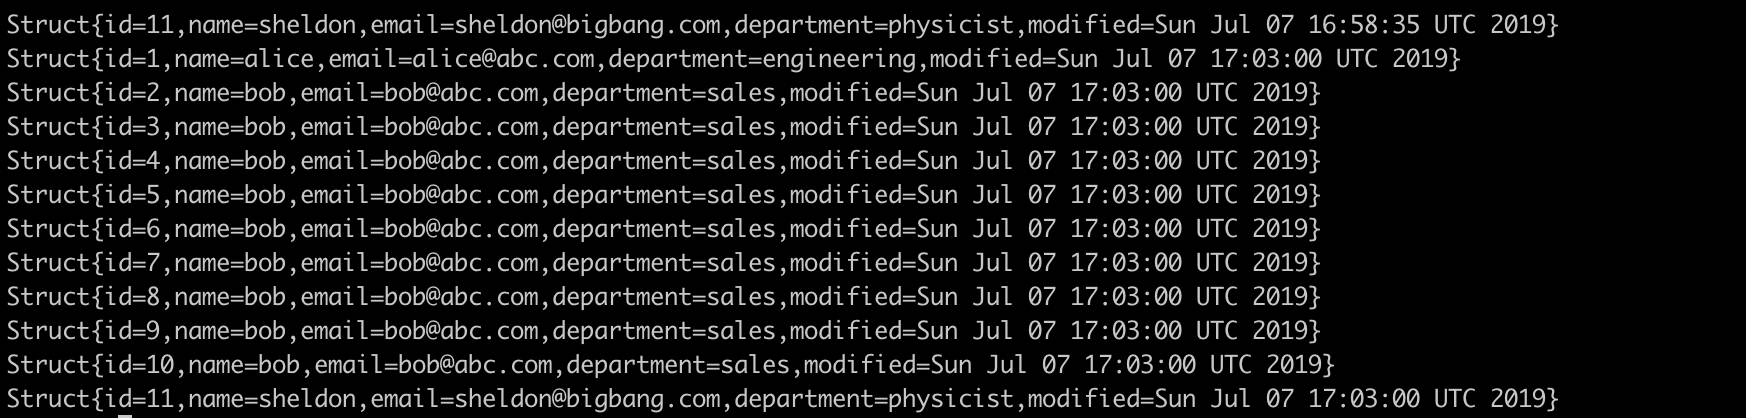 Struct{id=11,name=sheldon,email=sheldon@bigbang.com,department=physicist,modified=Sun Jul 07 16:58:35 UTC 2019}
Struct{id=1,name=alice,email=alice@abc.com,department=engineering,modified=Sun Jul 07 17:03:00 UTC 2019}
Struct{id=2,name=bob,email=bob@abc.com,department=sales,modified=Sun Jul 07 17:03:00 UTC 2019}
Struct{id=3,name=bob,email=bob@abc.com,department=sales,modified=Sun Jul 07 17:03:00 UTC 2019}
Struct{id=4,name=bob,email=bob@abc.com,department=sales,modified=Sun Jul 07 17:03:00 UTC 2019}
Struct{id=5,name=bob,email=bob@abc.com,department=sales,modified=Sun Jul 07 17:03:00 UTC 2019}
Struct{id=6,name=bob,email=bob@abc.com,department=sales,modified=Sun Jul 07 17:03:00 UTC 2019}
Struct{id=7,name=bob,email=bob@abc.com,department=sales,modified=Sun Jul 07 17:03:00 UTC 2019}
Struct{id=8,name=bob,email=bob@abc.com,department=sales,modified=Sun Jul 07 17:03:00 UTC 2019}
Struct{id=9,name=bob,email=bob@abc.com,department=sales,modified=Sun Jul 07 17:03:00 UTC 2019}
Struct{id=10,name=bob,email=bob@abc.com,department=sales,modified=Sun Jul 07 17:03:00 UTC 2019}
Struct{id=11,name=sheldon,email=sheldon@bigbang.com,department=physicist,modified=Sun Jul 07 17:03:00 UTC 2019}